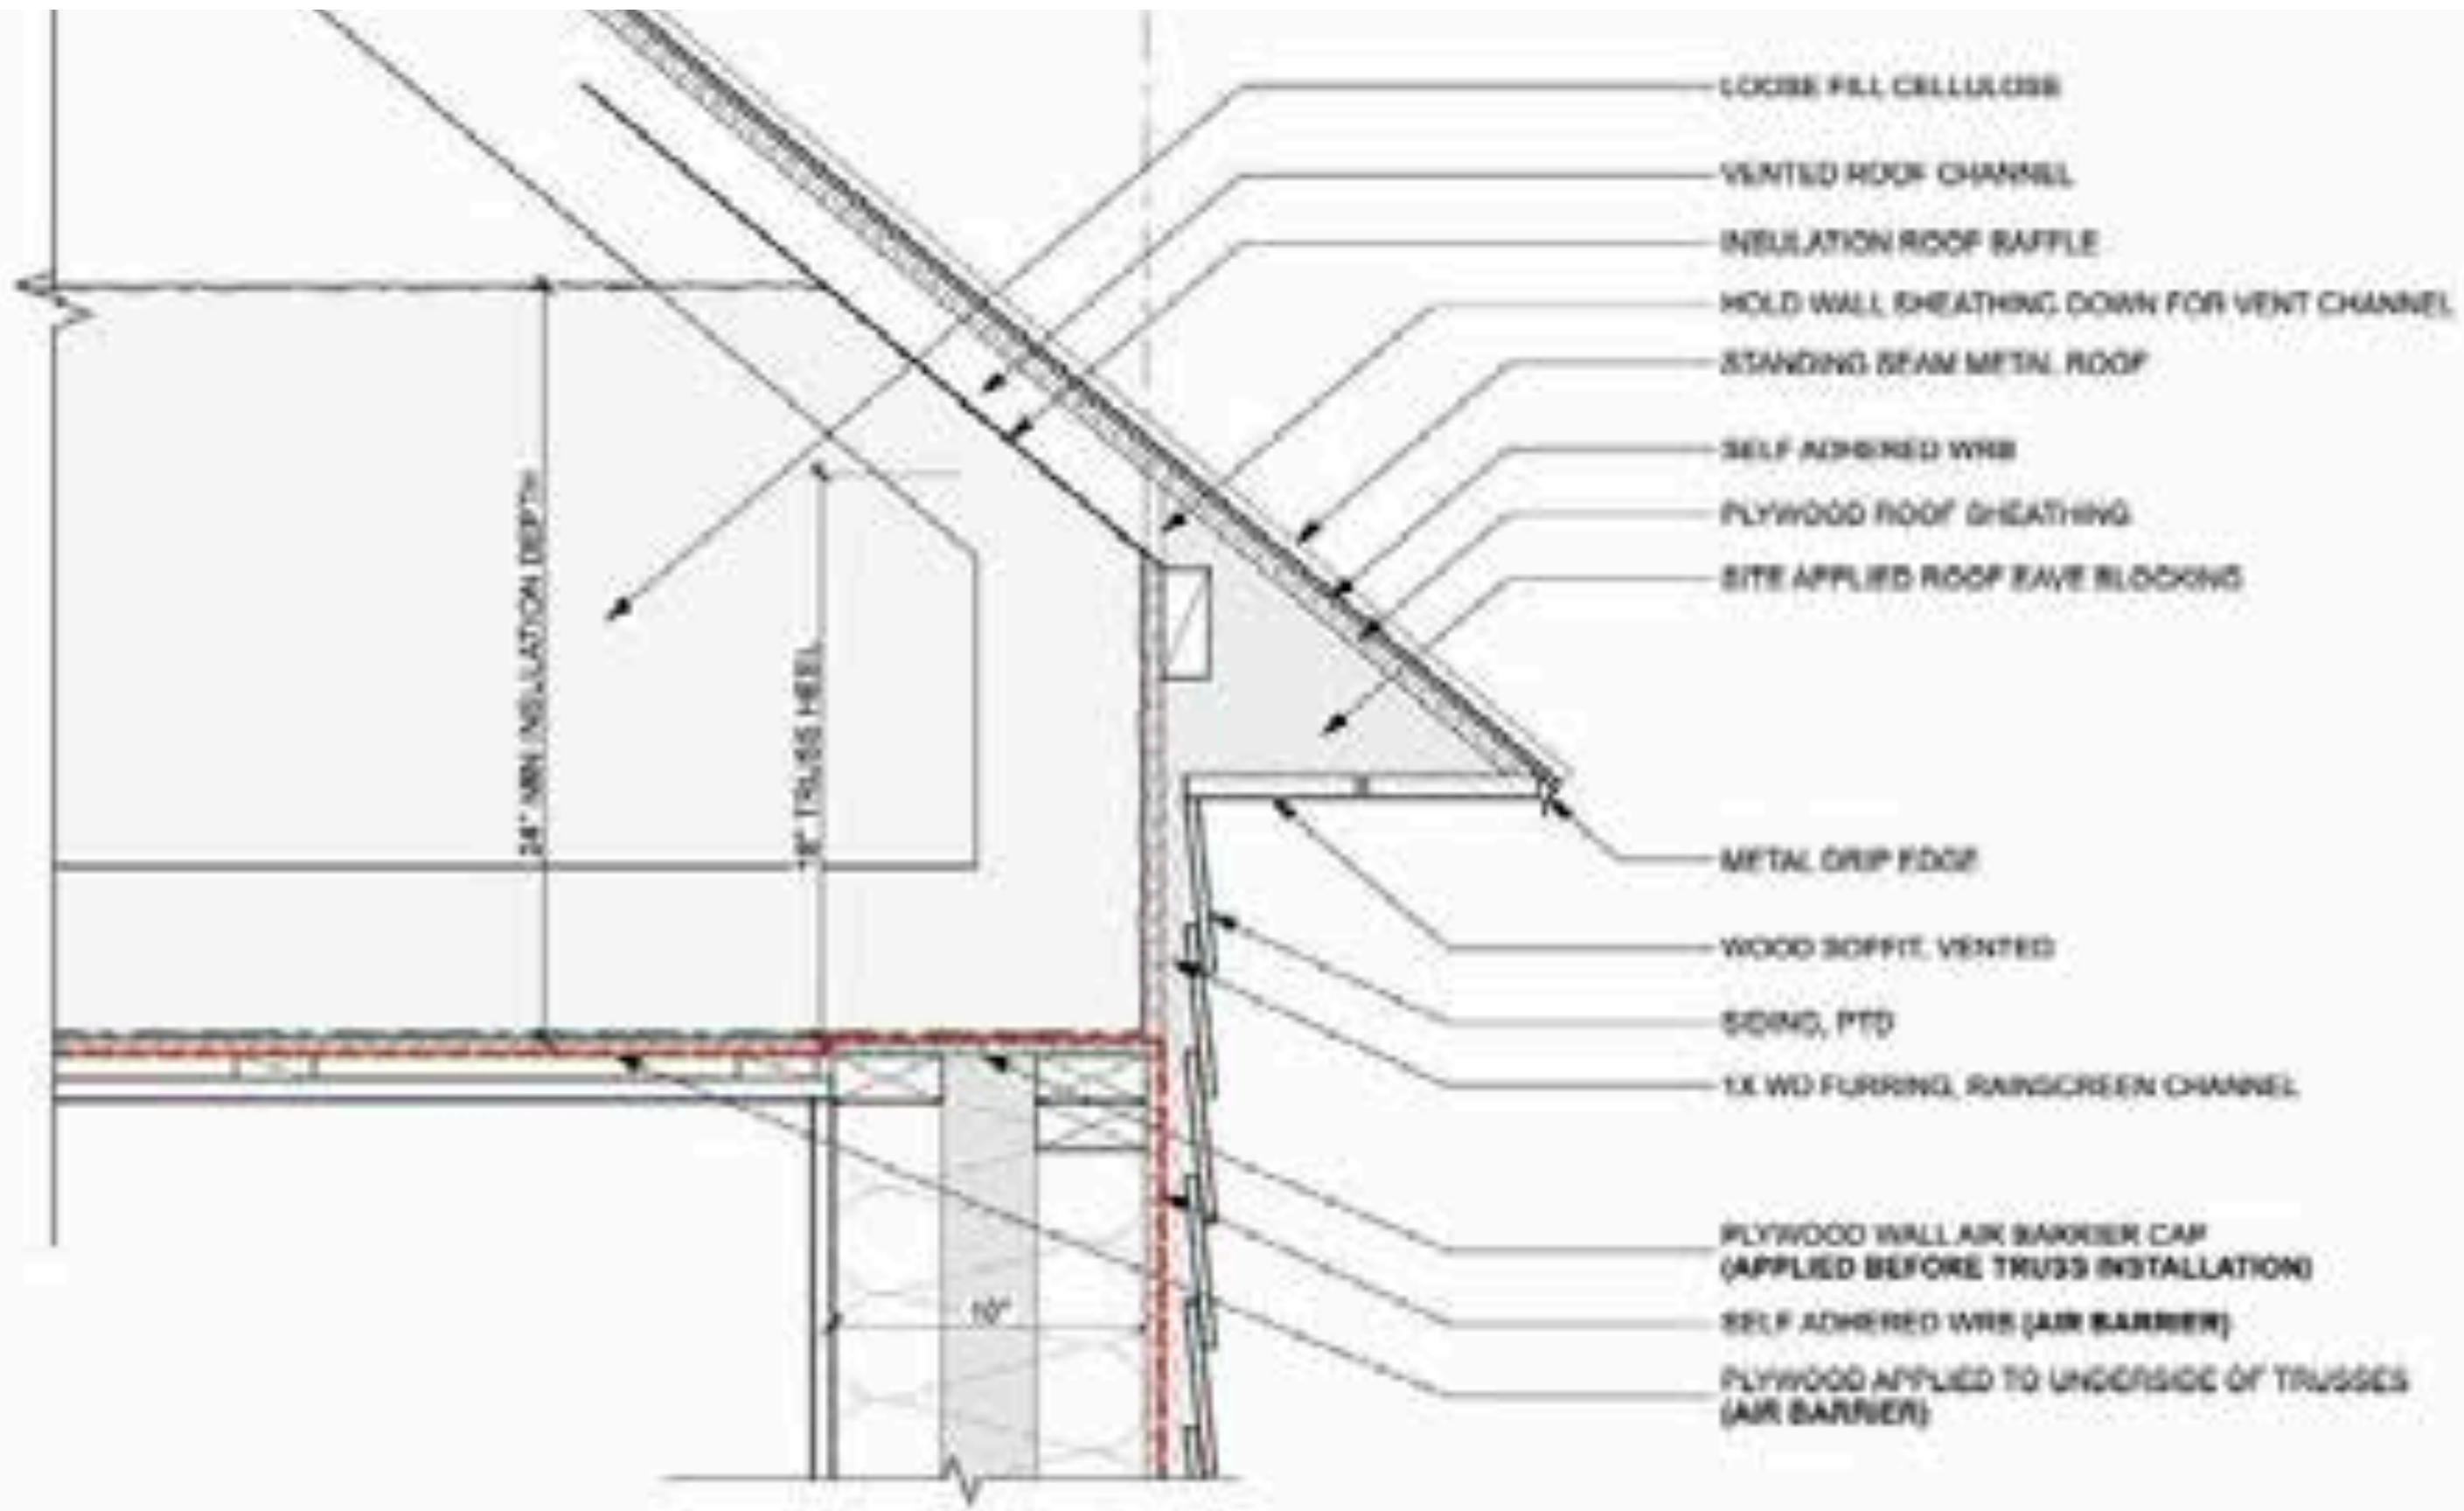 LOOSE FILL CELLULOSE
VENTED ROOF CHANNEL
INSULATION ROOF BAFFLE
HOLD WALL SHEATHING DOWN FOR VENT CHANNEL
STANDING SEAM METAL ROOF
SELF ADHERED WRB
PLYWOOD ROOF SHEATHING
SITE APPLIED ROOF EAVE BLOCKING
24" MIN INSULATION DEPTH
18" TRUSS HEEL
METAL DRIP EDGE
WOOD SOFFIT, VENTED
SIDING, PTD
1X WD FURRING, RAINSCREEN CHANNEL
PLYWOOD WALL AIR BARRIER CAP
(APPLIED BEFORE TRUSS INSTALLATION)
SELF ADHERED WRB (AIR BARRIER)
PLYWOOD APPLIED TO UNDERSIDE OF TRUSSES
(AIR BARRIER)
10"